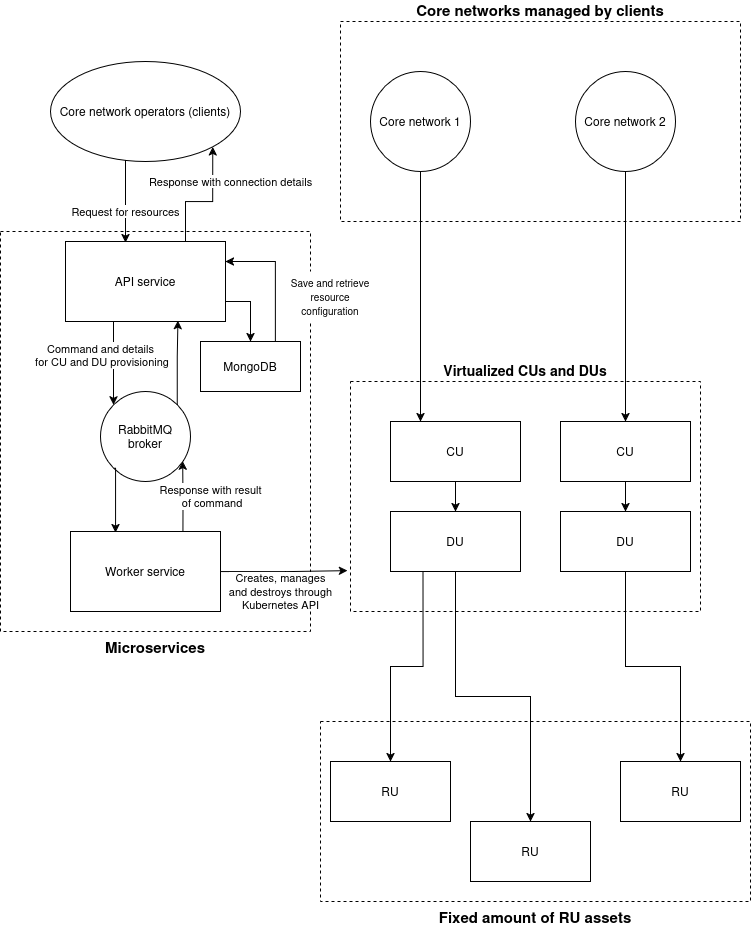 Core networks managed by clients
Core network operators (clients)
Core network 1
Core network 2
Response with connection details
Request for resources
API service
Save and retrieve
resource
configuration
Command and details
for CU and DU provisioning
MongoDB
Virtualized CUs and DUs
RabbitMQ
broker
CU
CU
Response with result
of command
DU
DU
Worker service
Creates, manages
and destroys through
Kubernetes API
Microservices
RU
RU
RU
Fixed amount of RU assets